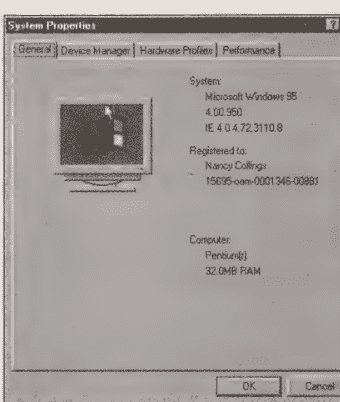 System Properties
?
General
Device Manager
Hardware Profiles
Performance
System:
Microsoft Windows 95
4.00.950
IE 4.0 4.72.3110.8
Registered to:
Nancy Collings
15695-oem-0001346-00881
Computer:
Pentium(r)
32.0MB RAM
OK
Cancel